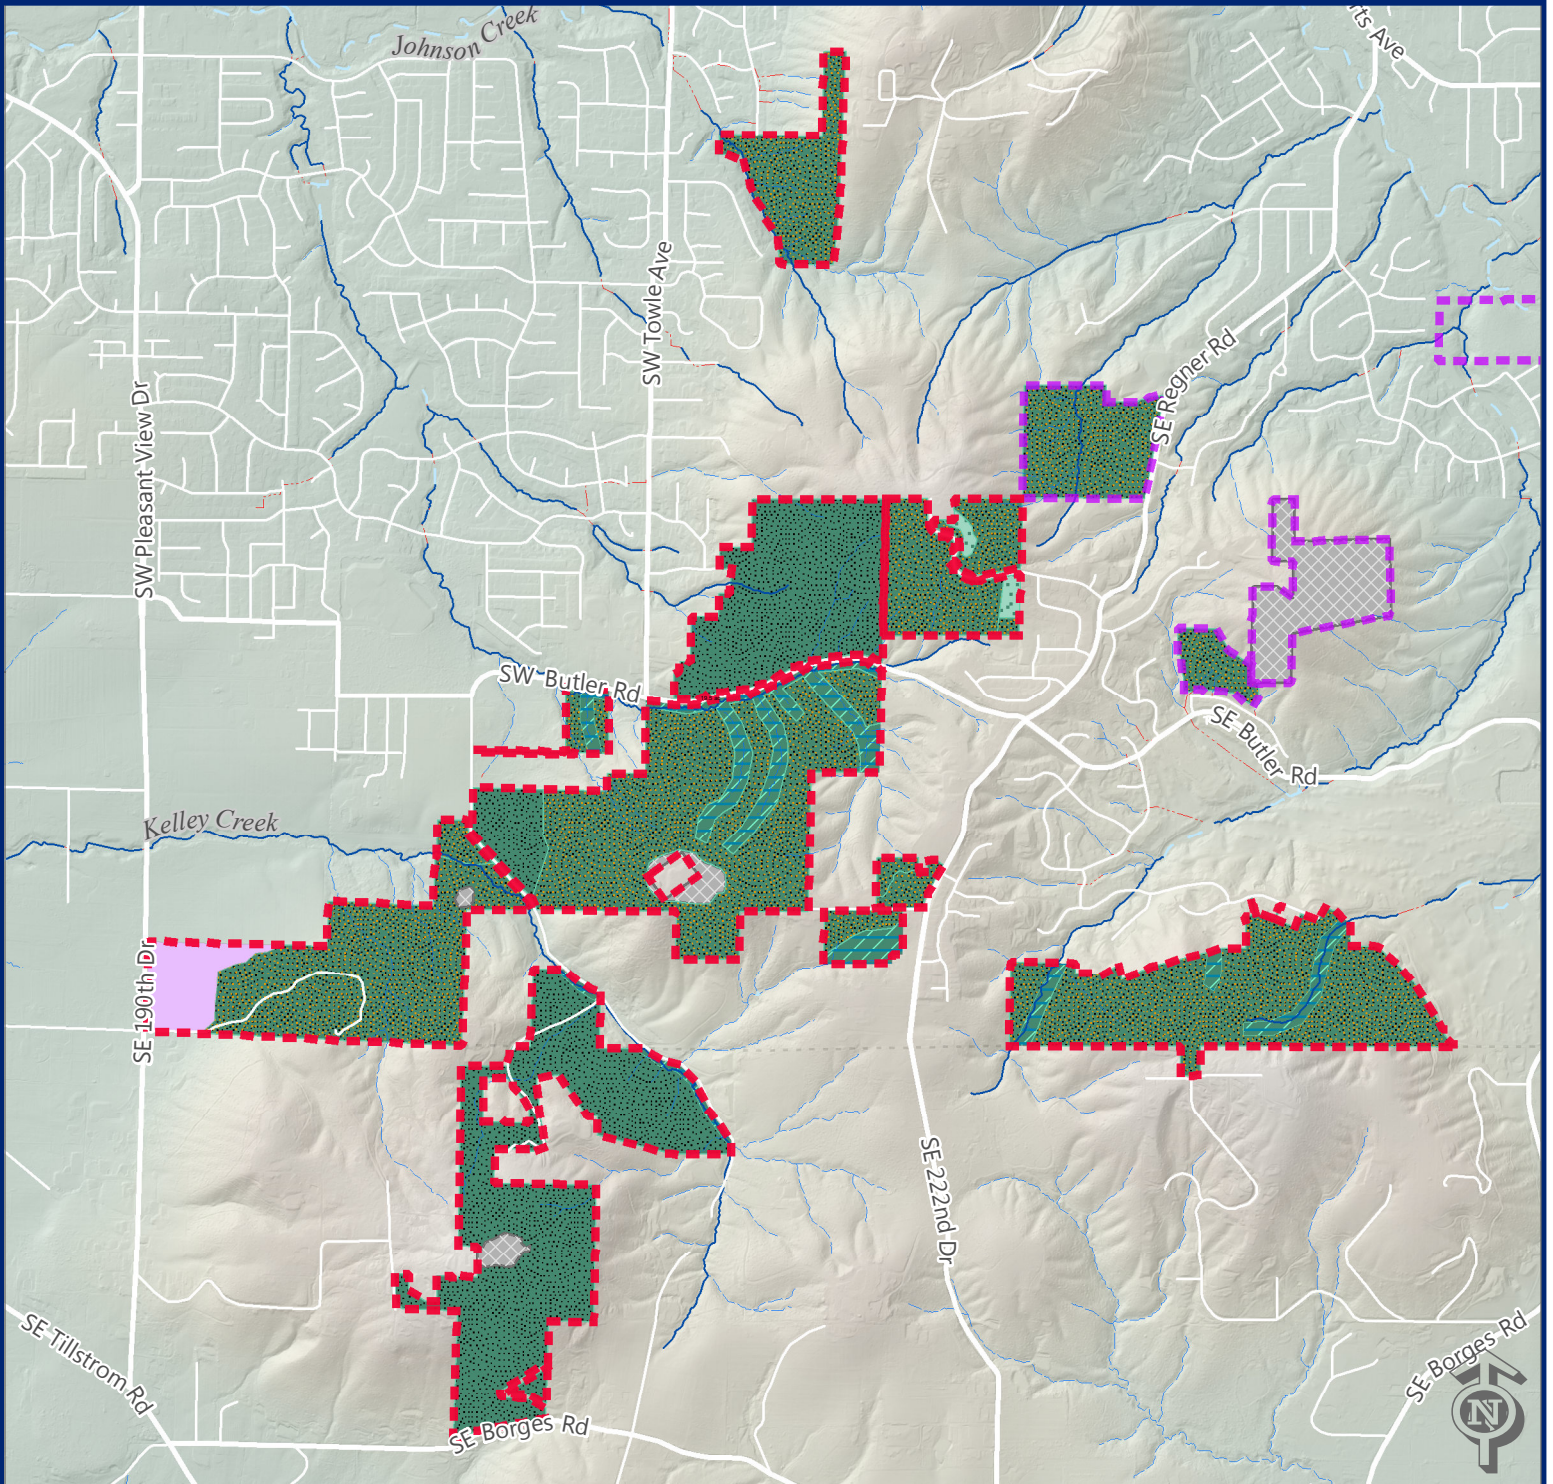 Johnson Creek
rts Ave
SW Towle Ave
SE Regner Rd
SW Pleasant View Dr
SW Butler Rd
SE Butler Rd
Kelley Creek
SE 190th Dr
SE 222nd Dr
SE Tillstrom Rd
SE Borges Rd
SE Borges Rd
N